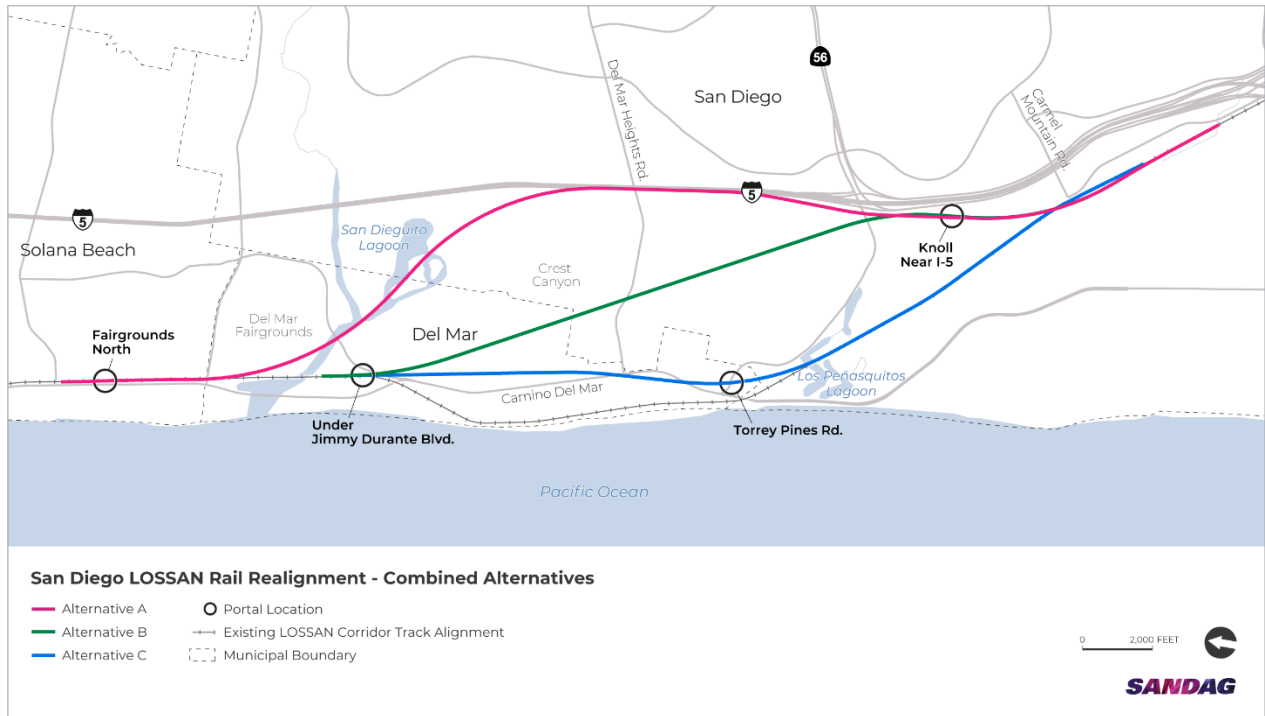 56
San Diego
Del Mar Heights Rd.
Carmel
Mountain Rd.
5
5
San Dieguito
Lagoon
Solana Beach
Knoll
Near I-5
Crest
Canyon
Del Mar
Fairgrounds
Del Mar
Fairgrounds
North
Los Peñasquitos
Lagoon
Camino Del Mar
Under
Jimmy Durante Blvd.
Torrey Pines Rd.
Pacific Ocean
San Diego LOSSAN Rail Realignment - Combined Alternatives
Alternative A
Portal Location
Alternative B
Existing LOSSAN Corridor Track Alignment
Alternative C
Municipal Boundary
0 2,000 FEET
SANDAG